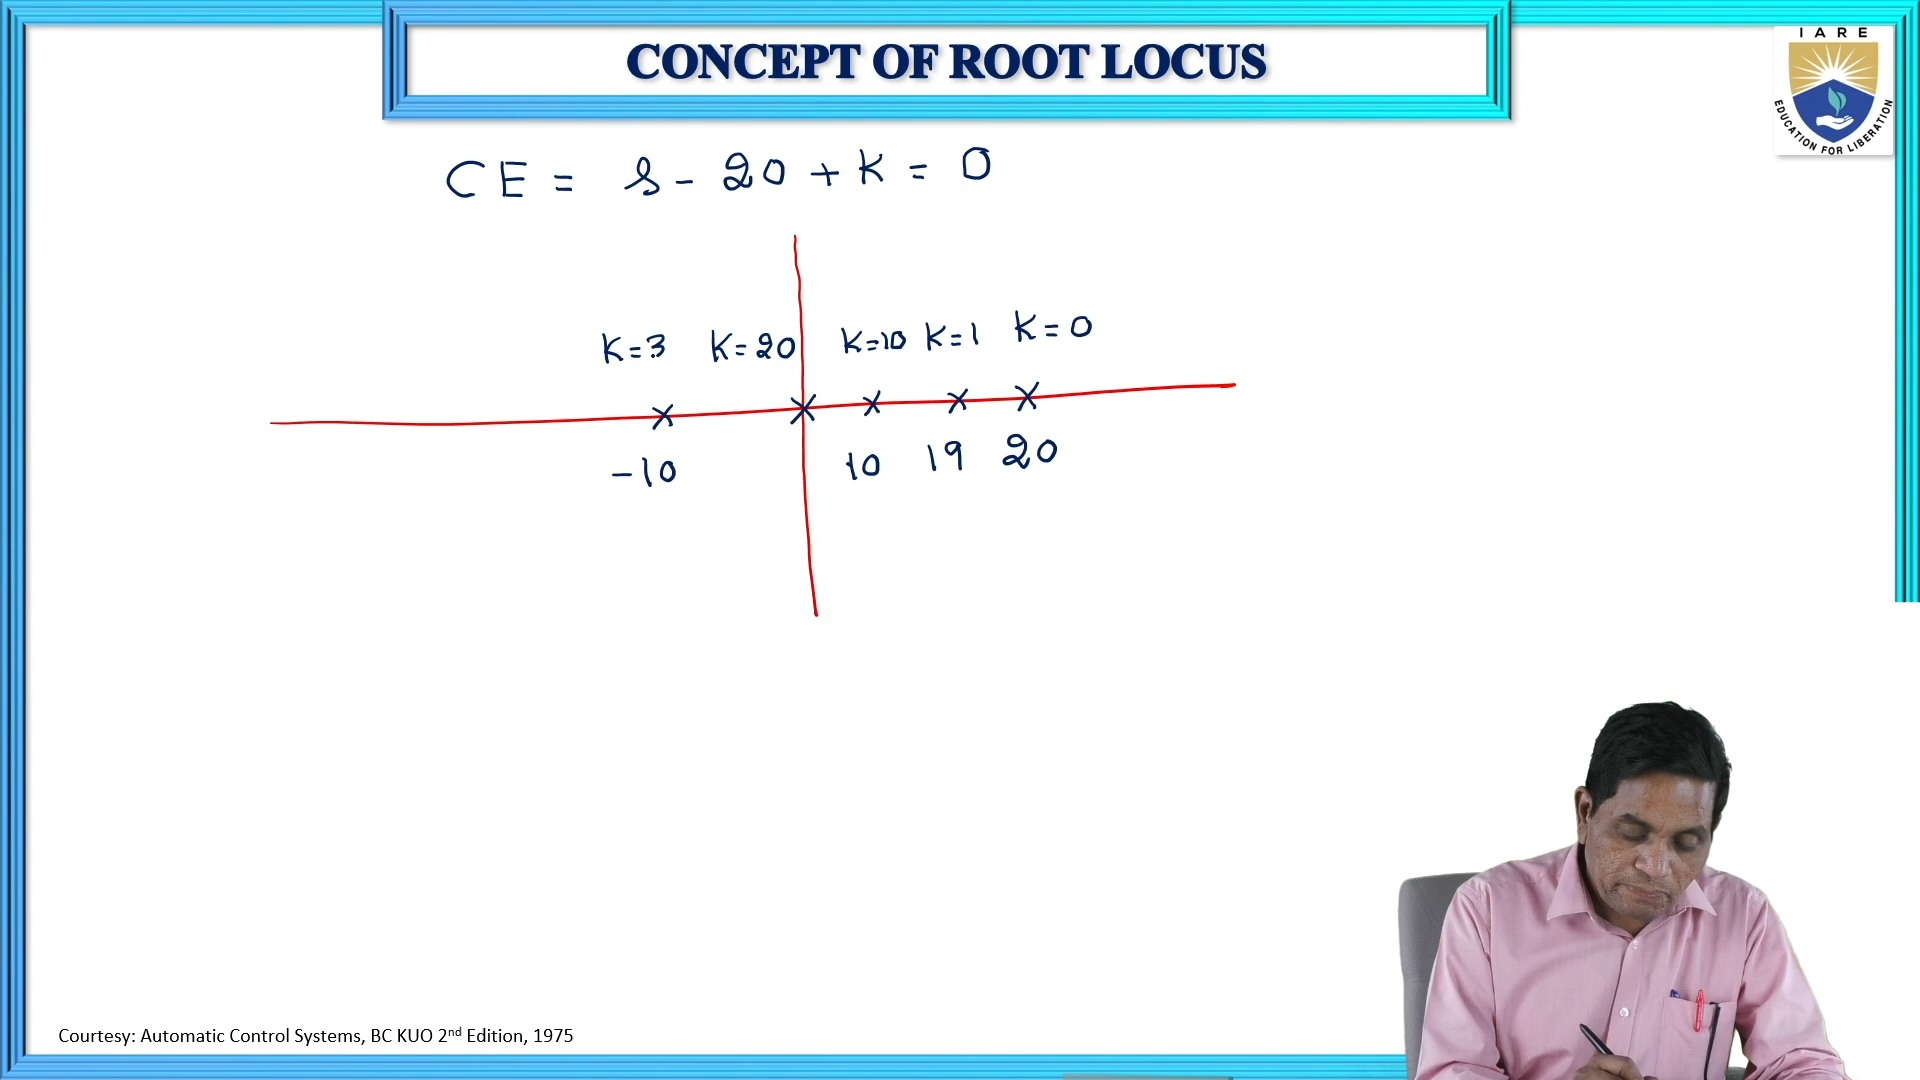 CONCEPT OF ROOT LOCUS
IARE
EDUCATION FOR LIBERATION
CE = s - 20 + K = 0
K=3 K=20 K=10 K=1 K=0
-10 10 19 20
Courtesy: Automatic Control Systems, BC KUO 2nd Edition, 1975